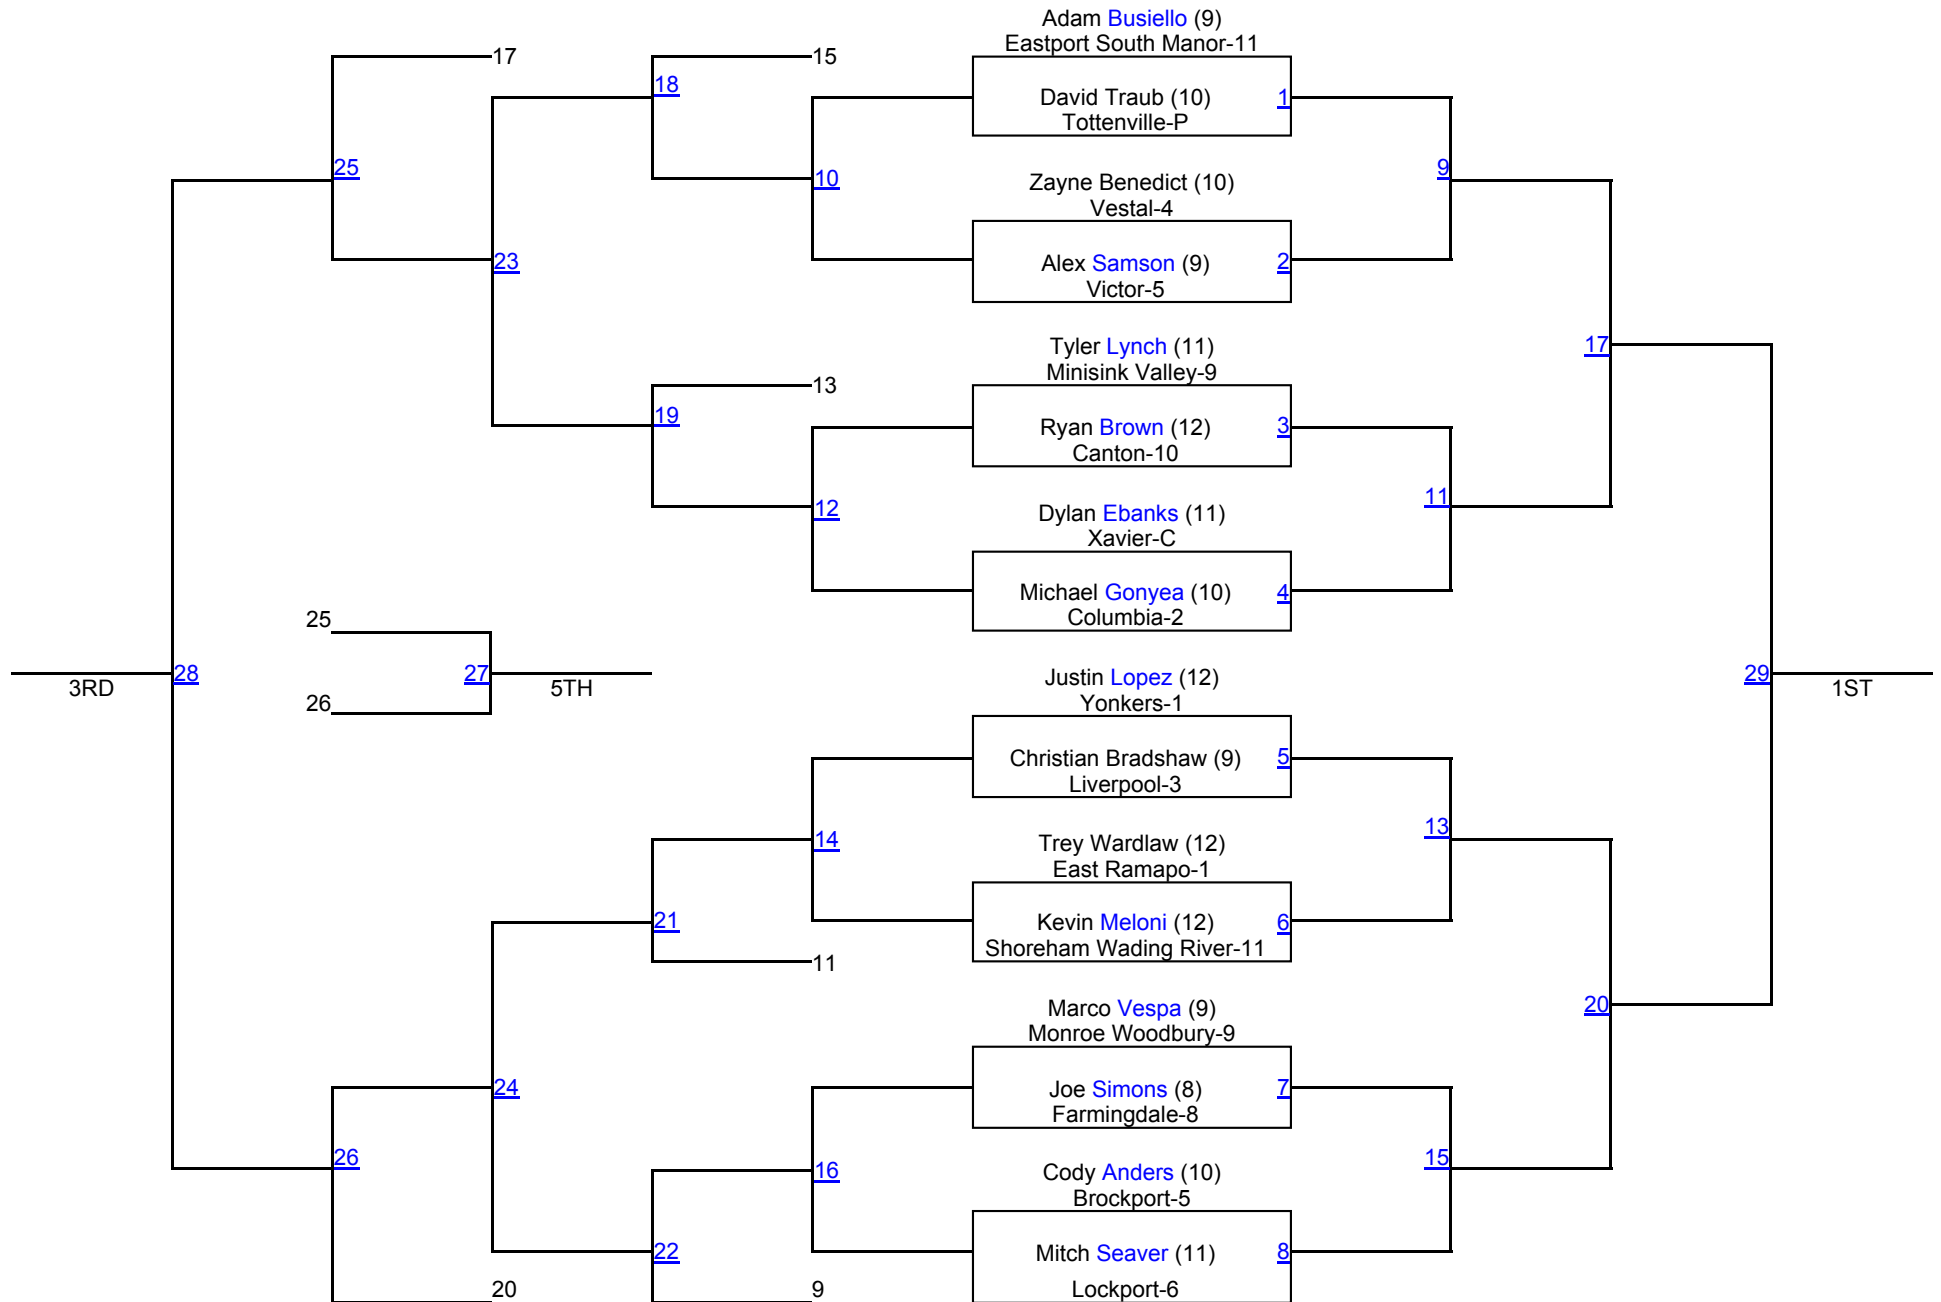 Adam Busiello (9)
Eastport South Manor-11
17
15
18
David Traub (10)
1
Tottenville-P
25
10
9
Zayne Benedict (10)
Vestal-4
23
Alex Samson (9)
2
Victor-5
Tyler Lynch (11)
17
Minisink Valley-9
13
19
Ryan Brown (12)
3
Canton-10
12
11
Dylan Ebanks (11)
Xavier-C
Michael Gonyea (10)
4
Columbia-2
25
28
27
29
3RD
5TH
1ST
Justin Lopez (12)
Yonkers-1
26
Christian Bradshaw (9)
5
Liverpool-3
14
13
Trey Wardlaw (12)
East Ramapo-1
21
Kevin Meloni (12)
6
Shoreham Wading River-11
11
Marco Vespa (9)
20
Monroe Woodbury-9
24
Joe Simons (8)
7
Farmingdale-8
26
16
15
Cody Anders (10)
Brockport-5
22
Mitch Seaver (11)
8
20
9
Lockport-6